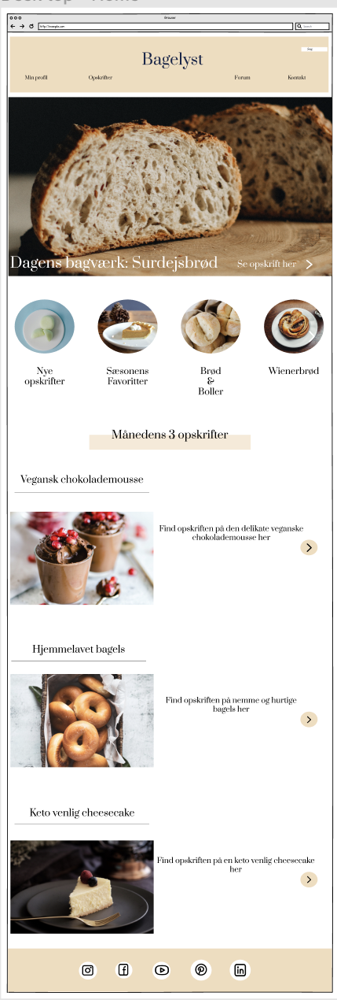 Desktop - Home
Browser
http://example.com
Search
Søg
Bagelyst
Min profil
Opskrifter
Forum
Kontakt
Dagens bagværk: Surdejsbrød
Se opskrift her
Nye
opskrifter
Sæsonens
Favoritter
Brød
&
Boller
Wienerbrød
Månedens 3 opskrifter
Vegansk chokolademousse
Find opskriften på den delikate veganske
chokolademousse her
Hjemmelavet bagels
Find opskriften på nemme og hurtige
bagels her
Keto venlig cheesecake
Find opskriften på en keto venlig cheesecake
her